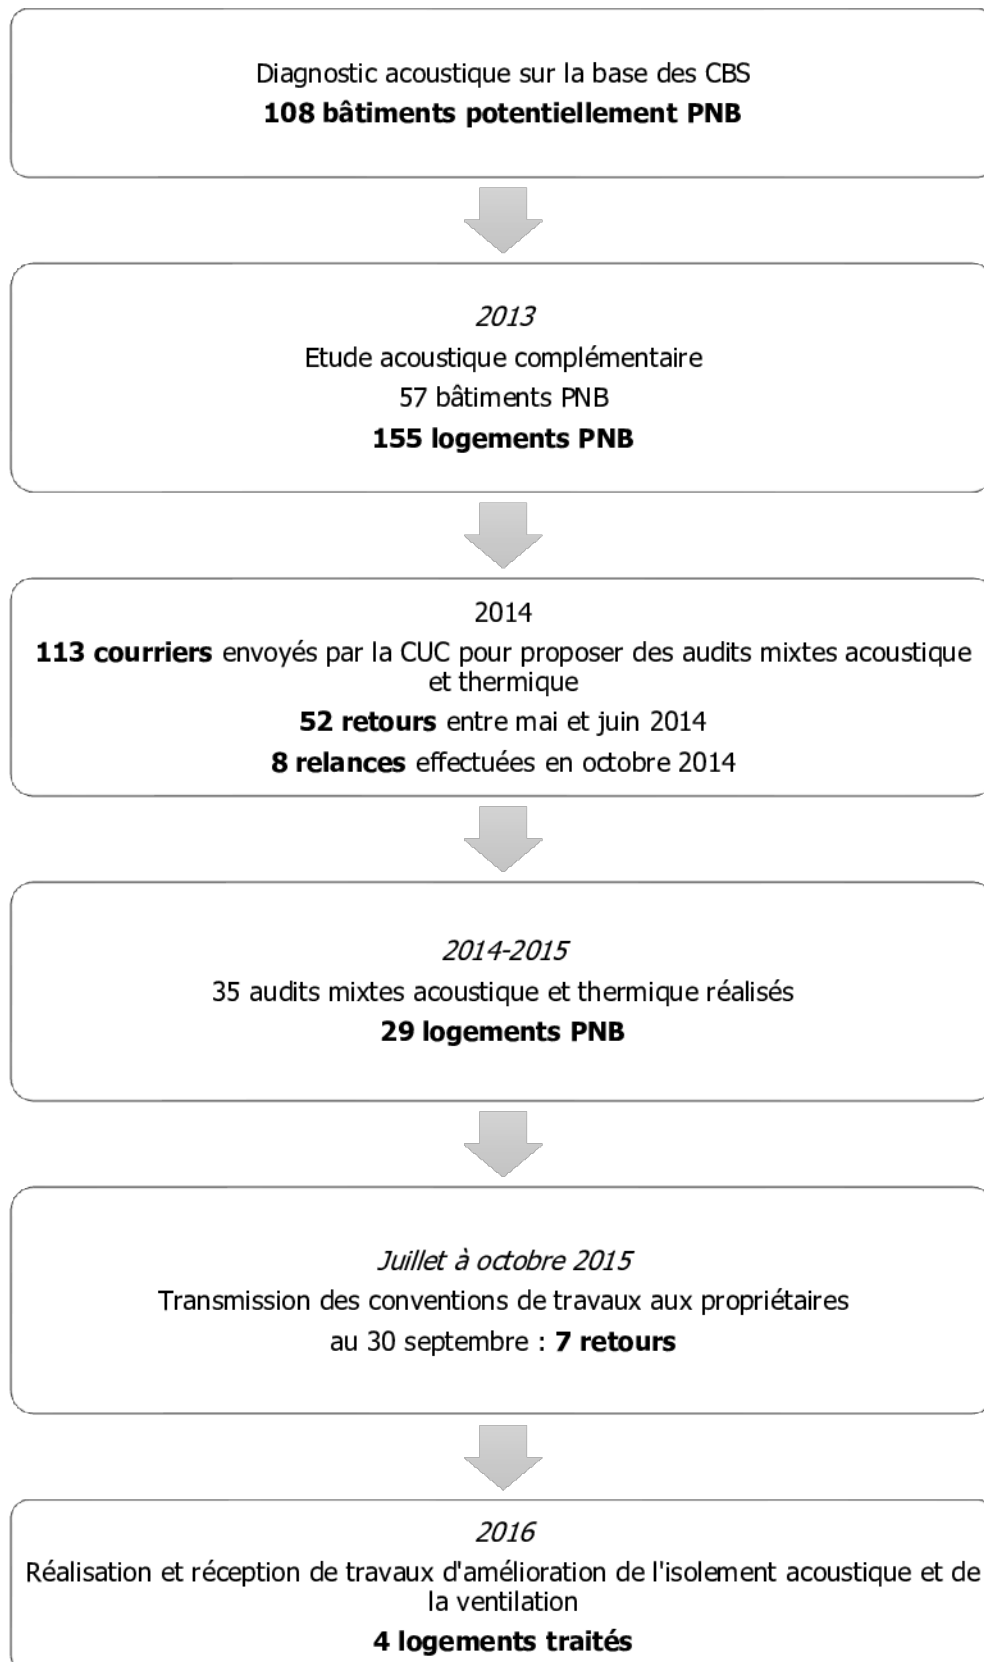 Diagnostic acoustique sur la base des CBS
108 bâtiments potentiellement PNB
2013
Etude acoustique complémentaire
57 bâtiments PNB
155 logements PNB
2014
113 courriers envoyés par la CUC pour proposer des audits mixtes acoustique
et thermique
52 retours entre mai et juin 2014
8 relances effectuées en octobre 2014
2014-2015
35 audits mixtes acoustique et thermique réalisés
29 logements PNB
Juillet à octobre 2015
Transmission des conventions de travaux aux propriétaires
au 30 septembre : 7 retours
2016
Réalisation et réception de travaux d'amélioration de l'isolement acoustique et de
la ventilation
4 logements traités